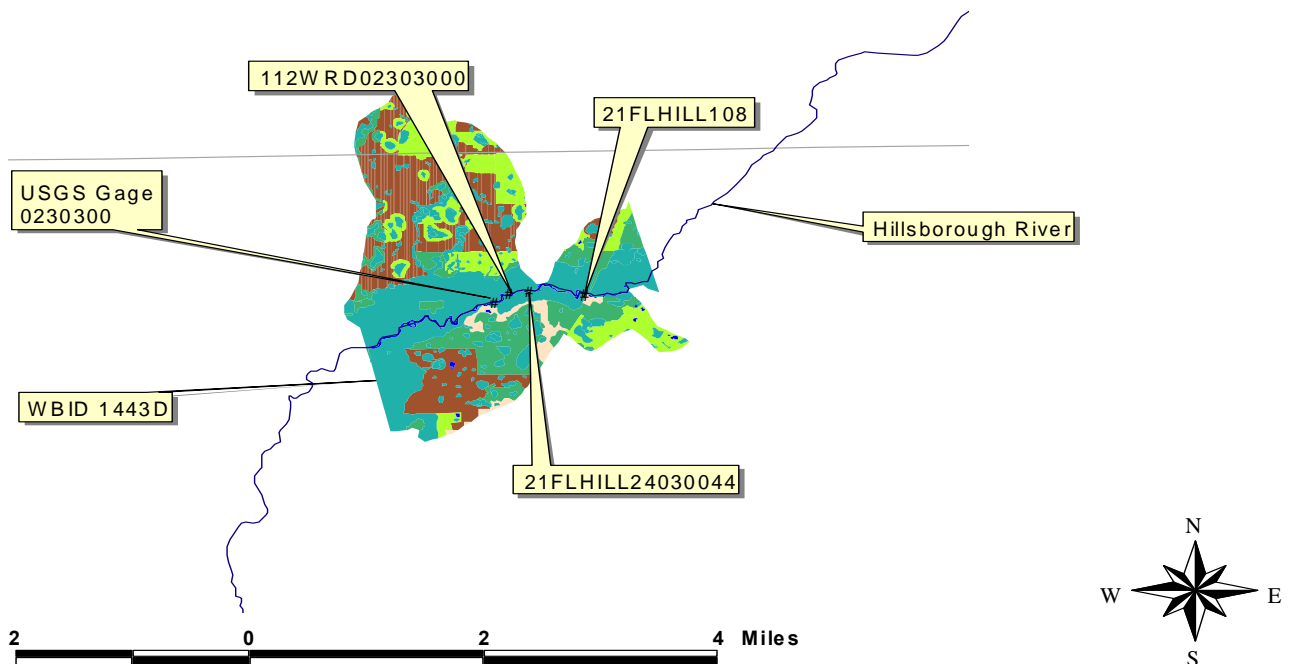 112WRD02303000
21FLHILL108
USGS Gage
0230300
Hillsborough River
WBID 1443D
21FLHILL24030044
N
W
E
S
2 0 2 4 Miles